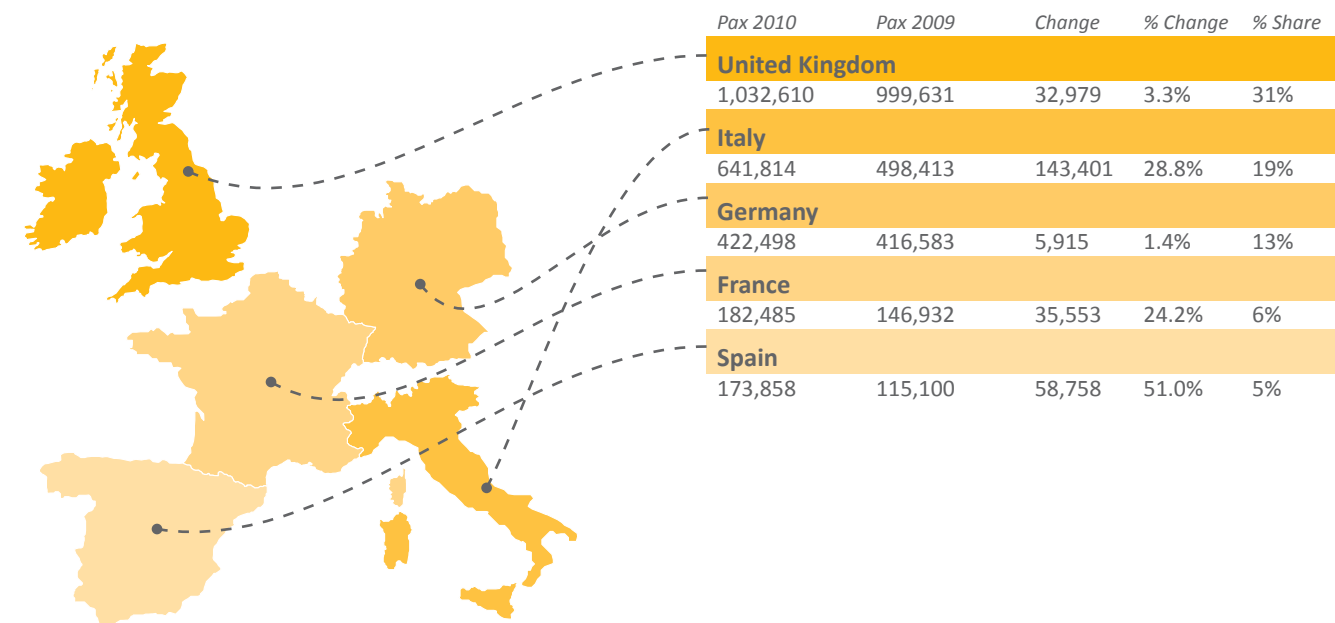 Pax 2010 Pax 2009 Change % Change % Share
United Kingdom
1,032,610 999,631 32,979 3.3% 31%
Italy
641,814 498,413 143,401 28.8% 19%
Germany
422,498 416,583 5,915 1.4% 13%
France
182,485 146,932 35,553 24.2% 6%
Spain
173,858 115,100 58,758 51.0% 5%